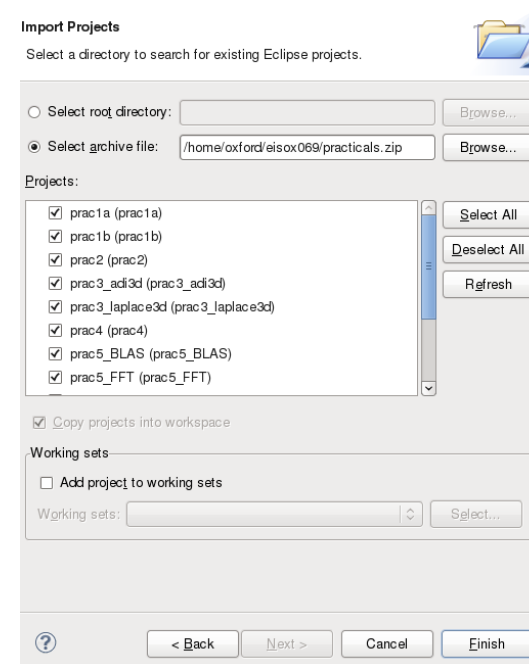 Import Projects
Select a directory to search for existing Eclipse projects.
Select root directory:
Browse...
Select archive file: /home/oxford/eisox069/practicals.zip
Browse...
Projects:
prac1a (prac1a)
prac1b (prac1b)
prac2 (prac2)
prac3_adi3d (prac3_adi3d)
prac3_laplace3d (prac3_laplace3d)
prac4 (prac4)
prac5_BLAS (prac5_BLAS)
prac5_FFT (prac5_FFT)
Select All
Deselect All
Refresh
Copy projects into workspace
Working sets
Add project to working sets
Working sets:
Select...
?
< Back
Next >
Cancel
Finish